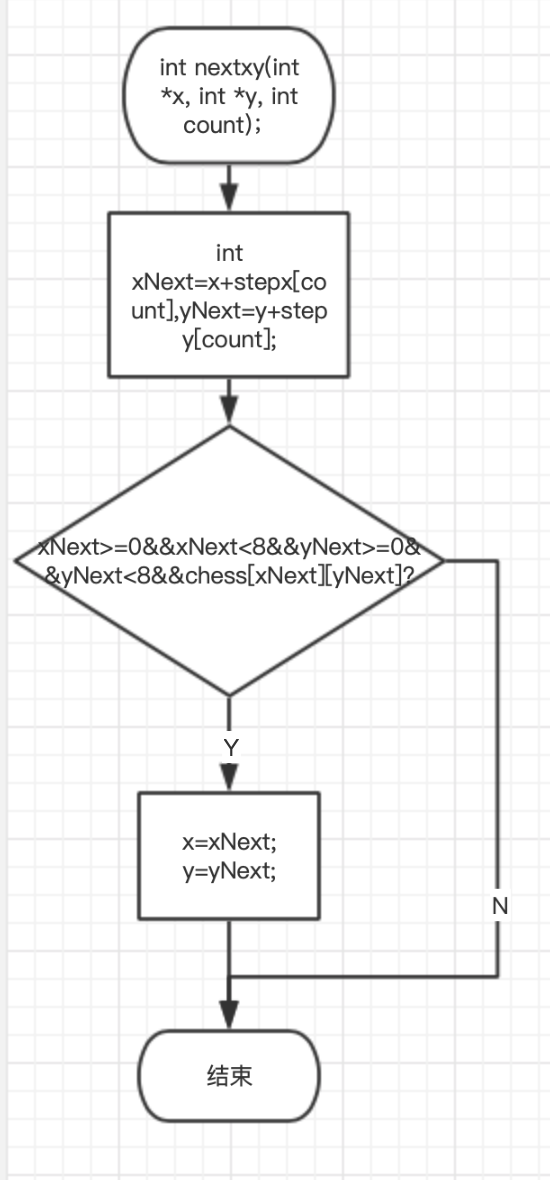 int nextxy(int
*x, int *y, int
count);
int
xNext=x+stepx[co
unt],yNext=y+step
y[count];
xNext>=0&&xNext<8&&yNext>=0&
&yNext<8&&chess[xNext][yNext]?
Y
x=xNext;
y=yNext;
N
结束